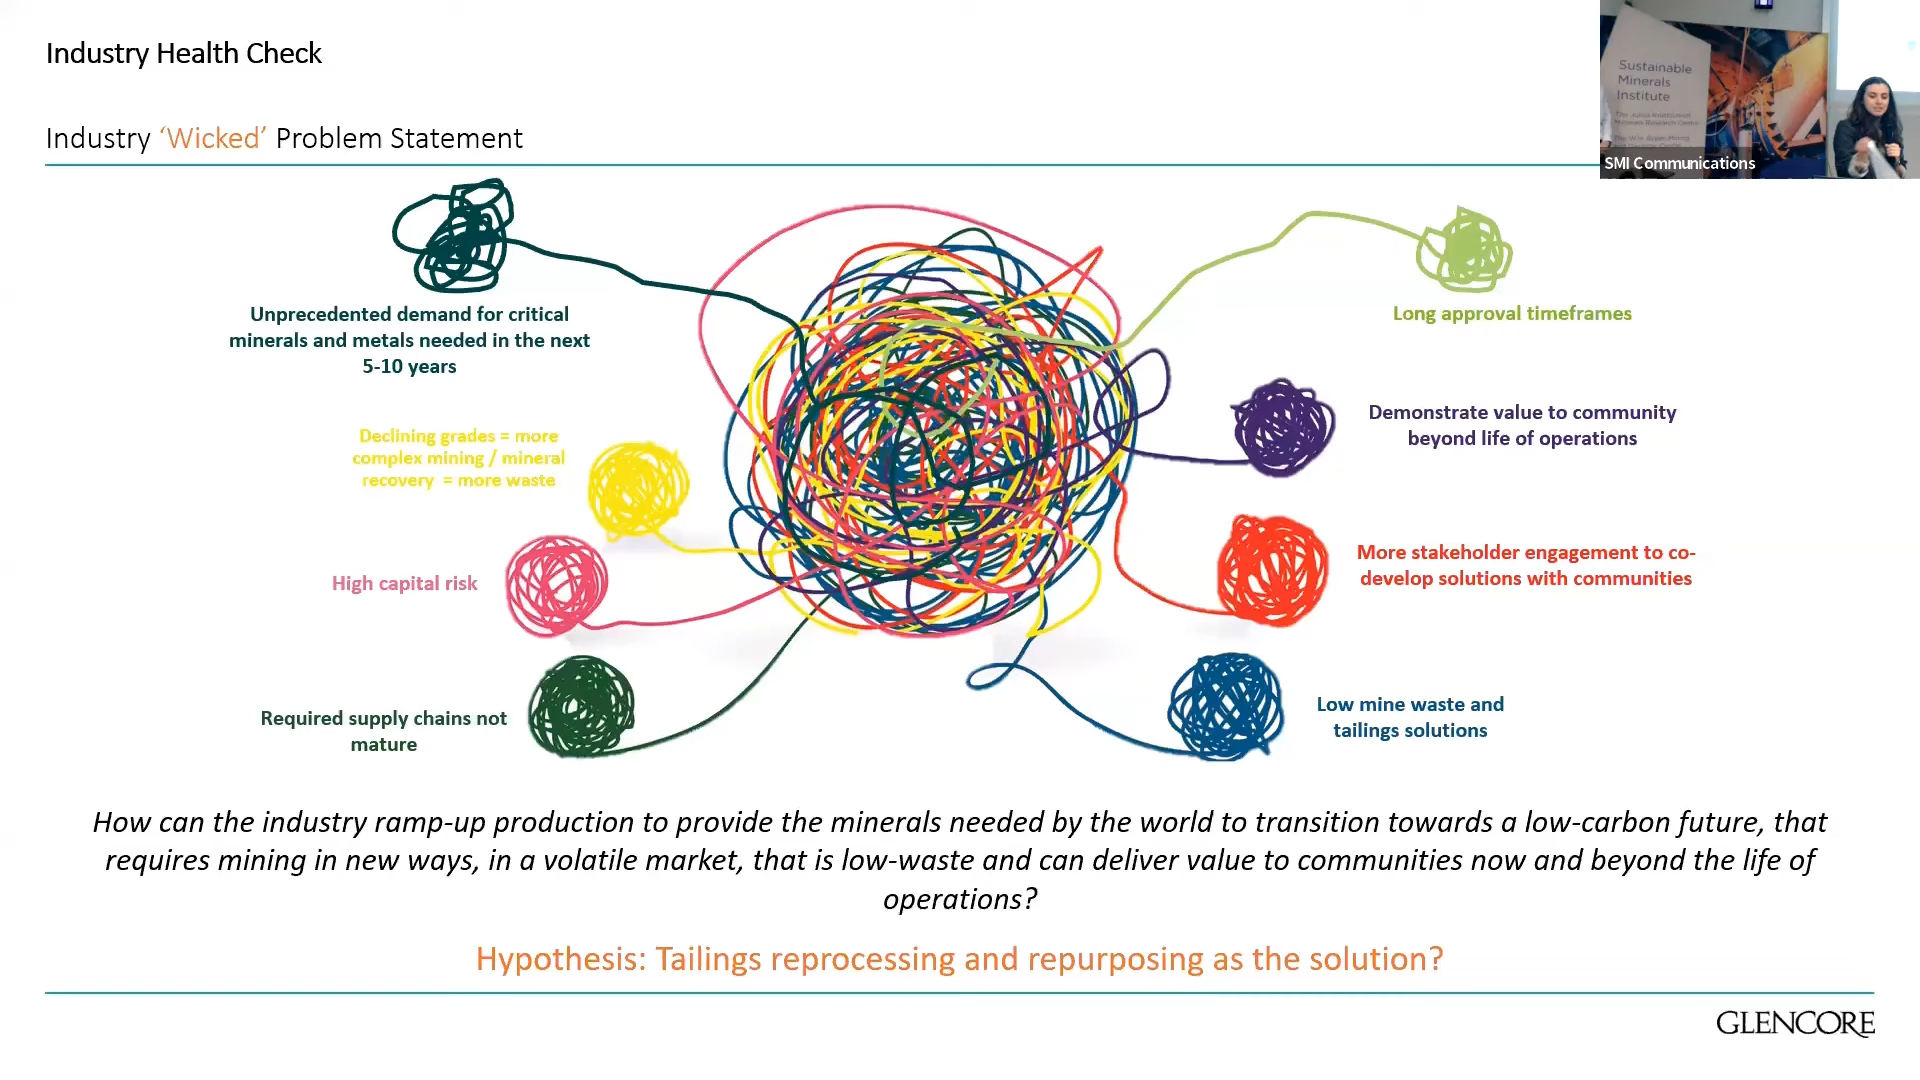 Industry Health Check
Industry ‘Wicked’ Problem Statement
Sustainable
Minerals
Institute
SMI Communications
Unprecedented demand for critical
minerals and metals needed in the next
5-10 years
Long approval timeframes
Declining grades = more
complex mining / mineral
recovery = more waste
Demonstrate value to community
beyond life of operations
High capital risk
More stakeholder engagement to co-
develop solutions with communities
Required supply chains not
mature
Low mine waste and
tailings solutions
How can the industry ramp-up production to provide the minerals needed by the world to transition towards a low-carbon future, that
requires mining in new ways, in a volatile market, that is low-waste and can deliver value to communities now and beyond the life of
operations?
Hypothesis: Tailings reprocessing and repurposing as the solution?
GLENCORE